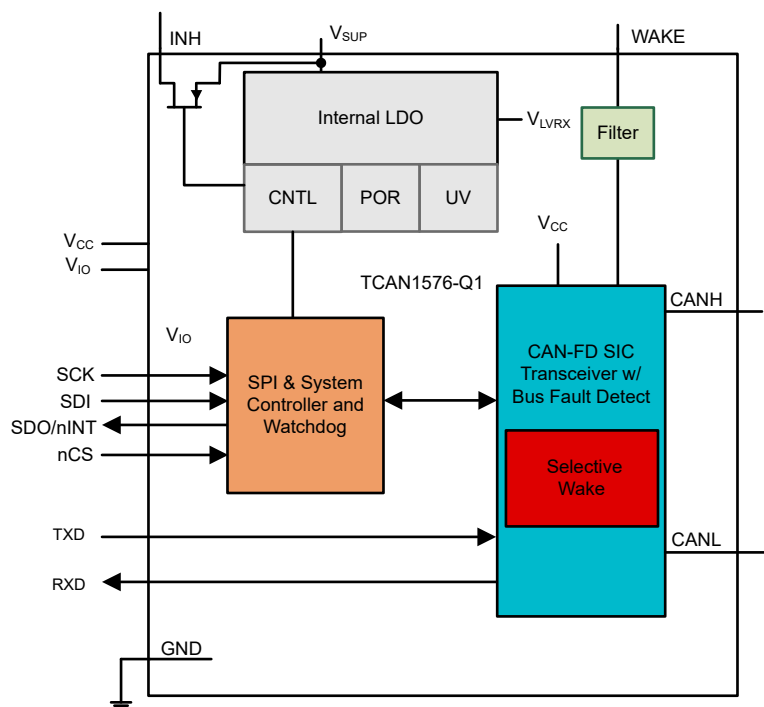 INH
VSUP
WAKE
Internal LDO
VLVRX
Filter
CNTL
POR
UV
VCC
VIO
VCC
TCAN1576-Q1
CANH
VIO
SCK
SDI
SDO/nINT
nCS
SPI & System
Controller and
Watchdog
CAN-FD SIC
Transceiver w/
Bus Fault Detect
Selective
Wake
TXD
CANL
RXD
GND